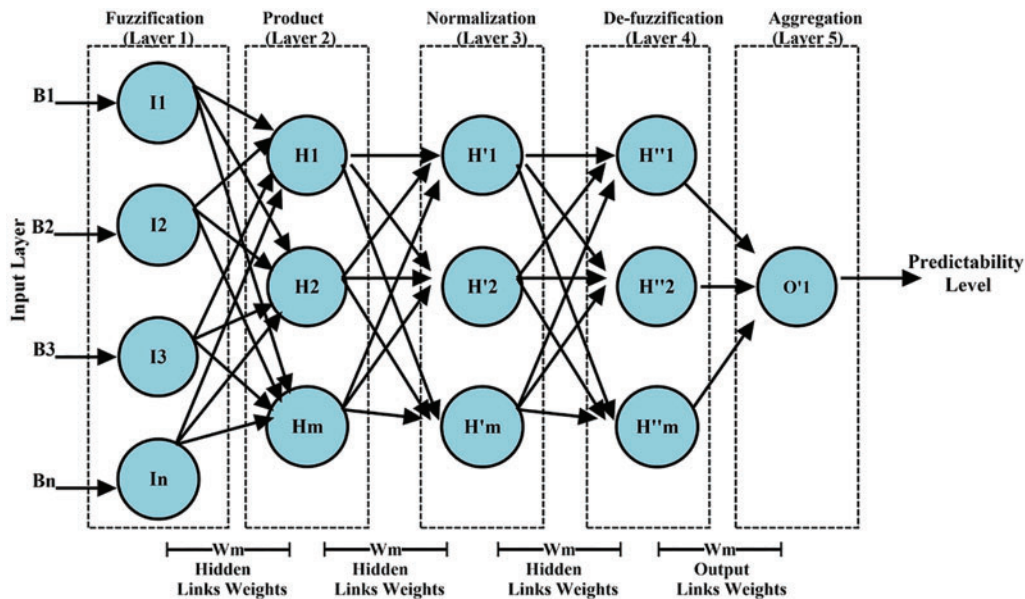 Fuzzification
(Layer 1)
Product
(Layer 2)
Normalization
(Layer 3)
De-fuzzification
(Layer 4)
Aggregation
(Layer 5)
Input Layer
B1
B2
B3
Bn
I1
I2
I3
In
H1
H2
Hm
H'1
H'2
H'm
H''1
H''2
H''m
O'1
Predictability
Level
Wm
Hidden
Links Weights
Wm
Hidden
Links Weights
Wm
Hidden
Links Weights
Wm
Output
Links Weights